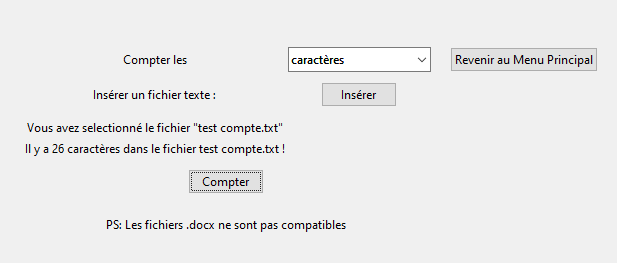 Compter les
caractères
Revenir au Menu Principal
Insérer un fichier texte :
Insérer
Vous avez selectionné le fichier "test compte.txt"
Il y a 26 caractères dans le fichier test compte.txt !
Compter
PS: Les fichiers .docx ne sont pas compatibles